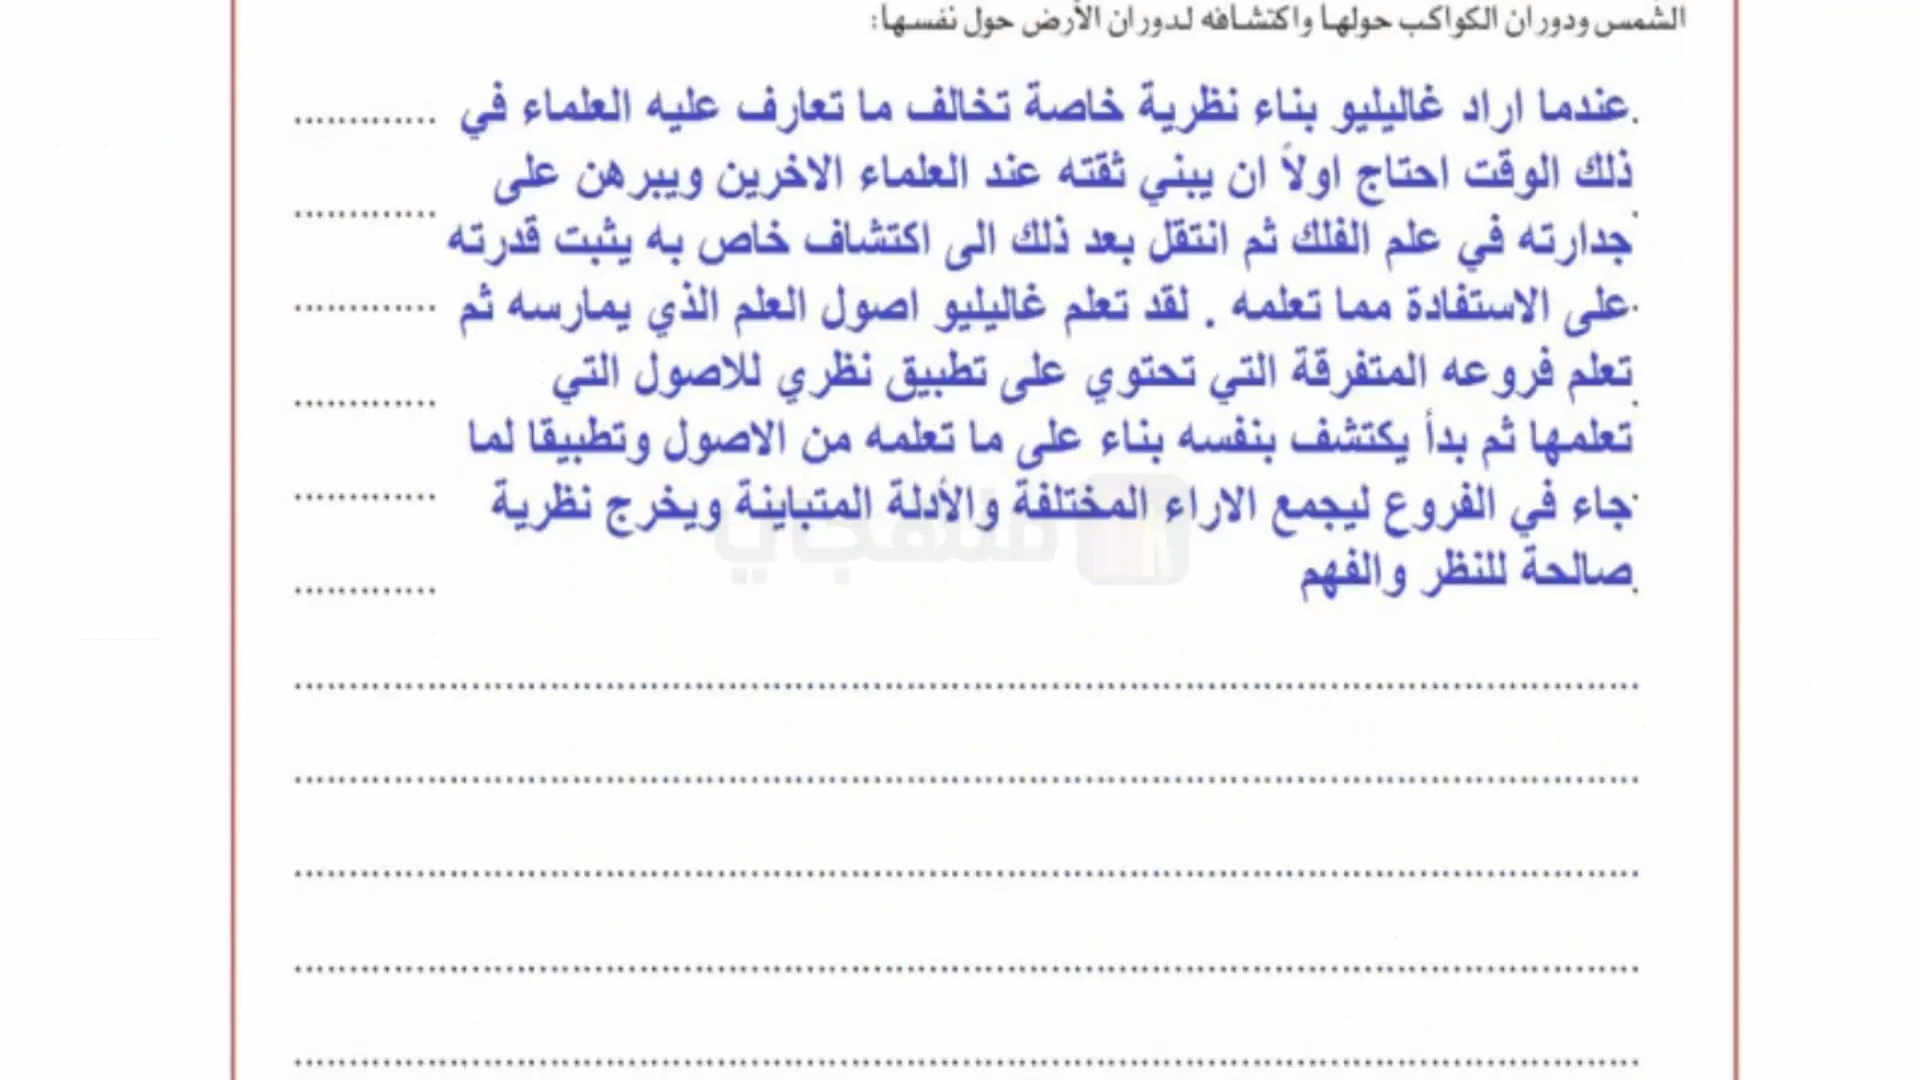 الشمس ودوران الكواكب حولها واكتشافه لدوران الأرض حول نفسها:
عندما اراد غاليليو بناء نظرية خاصة تخالف ما تعارف عليه العلماء في
ذلك الوقت احتاج اولاً ان يبني ثقته عند العلماء الاخرين ويبرهن على
جدارته في علم الفلك ثم انتقل بعد ذلك الى اكتشاف خاص به يثبت قدرته
على الاستفادة مما تعلمه . لقد تعلم غاليليو اصول العلم الذي يمارسه ثم
تعلم فروعه المتفرقة التي تحتوي على تطبيق نظري للاصول التي
تعلمها ثم بدأ يكتشف بنفسه بناء على ما تعلمه من الاصول وتطبيقا لما
جاء في الفروع ليجمع الاراء المختلفة والأدلة المتباينة ويخرج نظرية
صالحة للنظر والفهم
منهجاي